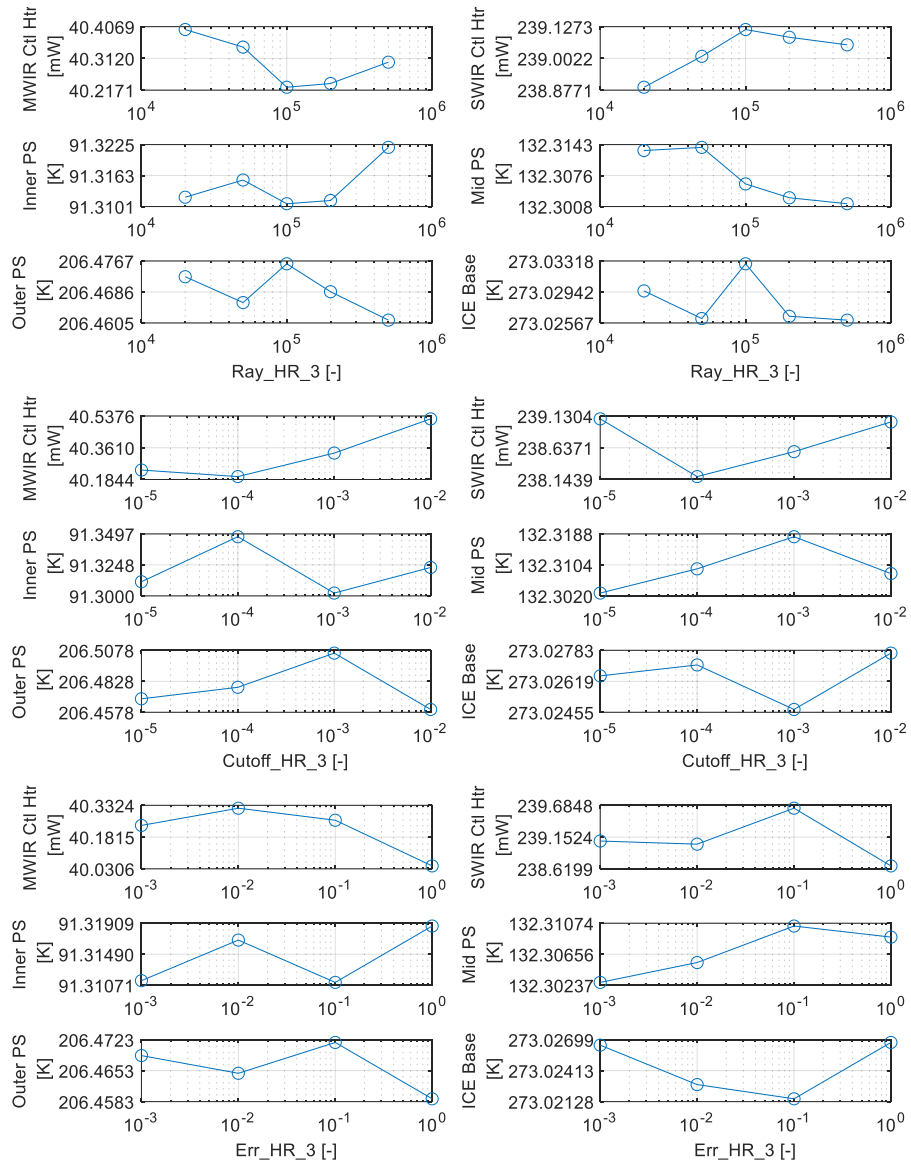 MWIR Ctl Htr
[mW]
40.4069
40.3120
40.2171
10^4 10^5 10^6
SWIR Ctl Htr
[mW]
239.1273
239.0022
238.8771
10^4 10^5 10^6
Inner PS
[K]
91.3225
91.3163
91.3101
10^4 10^5 10^6
Mid PS
[K]
132.3143
132.3076
132.3008
10^4 10^5 10^6
Outer PS
[K]
206.4767
206.4686
206.4605
10^4 10^5 10^6
Ray_HR_3 [-]
ICE Base
[K]
273.03318
273.02942
273.02567
10^4 10^5 10^6
Ray_HR_3 [-]
MWIR Ctl Htr
[mW]
40.5376
40.3610
40.1844
10^-5 10^-4 10^-3 10^-2
SWIR Ctl Htr
[mW]
239.1304
238.6371
238.1439
10^-5 10^-4 10^-3 10^-2
Inner PS
[K]
91.3497
91.3248
91.3000
10^-5 10^-4 10^-3 10^-2
Mid PS
[K]
132.3188
132.3104
132.3020
10^-5 10^-4 10^-3 10^-2
Outer PS
[K]
206.5078
206.4828
206.4578
10^-5 10^-4 10^-3 10^-2
Cutoff_HR_3 [-]
ICE Base
[K]
273.02783
273.02619
273.02455
10^-5 10^-4 10^-3 10^-2
Cutoff_HR_3 [-]
MWIR Ctl Htr
[mW]
40.3324
40.1815
40.0306
10^-3 10^-2 10^-1 10^0
SWIR Ctl Htr
[mW]
239.6848
239.1524
238.6199
10^-3 10^-2 10^-1 10^0
Inner PS
[K]
91.31909
91.31490
91.31071
10^-3 10^-2 10^-1 10^0
Mid PS
[K]
132.31074
132.30656
132.30237
10^-3 10^-2 10^-1 10^0
Outer PS
[K]
206.4723
206.4653
206.4583
10^-3 10^-2 10^-1 10^0
Err_HR_3 [-]
ICE Base
[K]
273.02699
273.02413
273.02128
10^-3 10^-2 10^-1 10^0
Err_HR_3 [-]